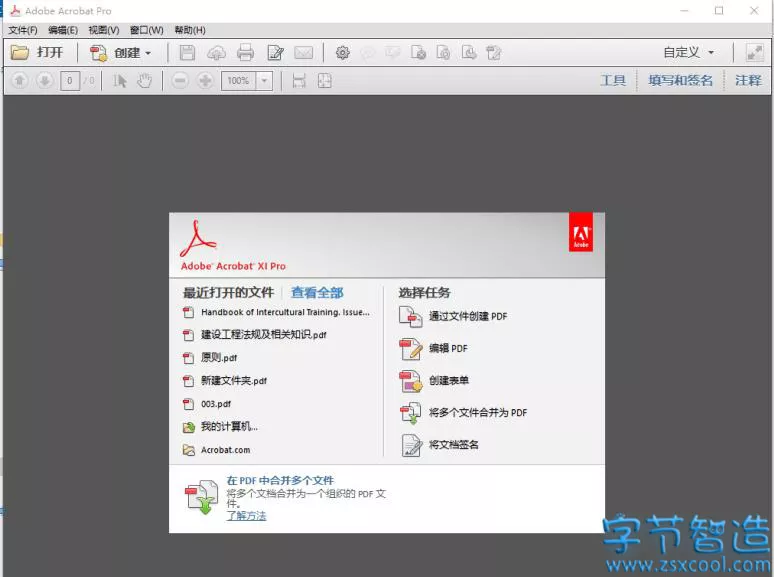 Adobe Acrobat Pro
文件(F) 编辑(E) 视图(V) 窗口(W) 帮助(H)
打开 创建 自定义
0 / 0 100% 工具 填写和签名 注释
Adobe
Adobe® Acrobat® XI Pro
最近打开的文件 查看全部
Handbook of Intercultural Training. Issue...
建设工程法规及相关知识.pdf
原则.pdf
新建文件夹.pdf
003.pdf
我的计算机...
Acrobat.com
选择任务
通过文件创建 PDF
编辑 PDF
创建表单
将多个文件合并为 PDF
将文档签名
在 PDF 中合并多个文件
将多个文档合并为一个组织的 PDF 文
件。
了解方法
字节智造
www.zsxcool.com